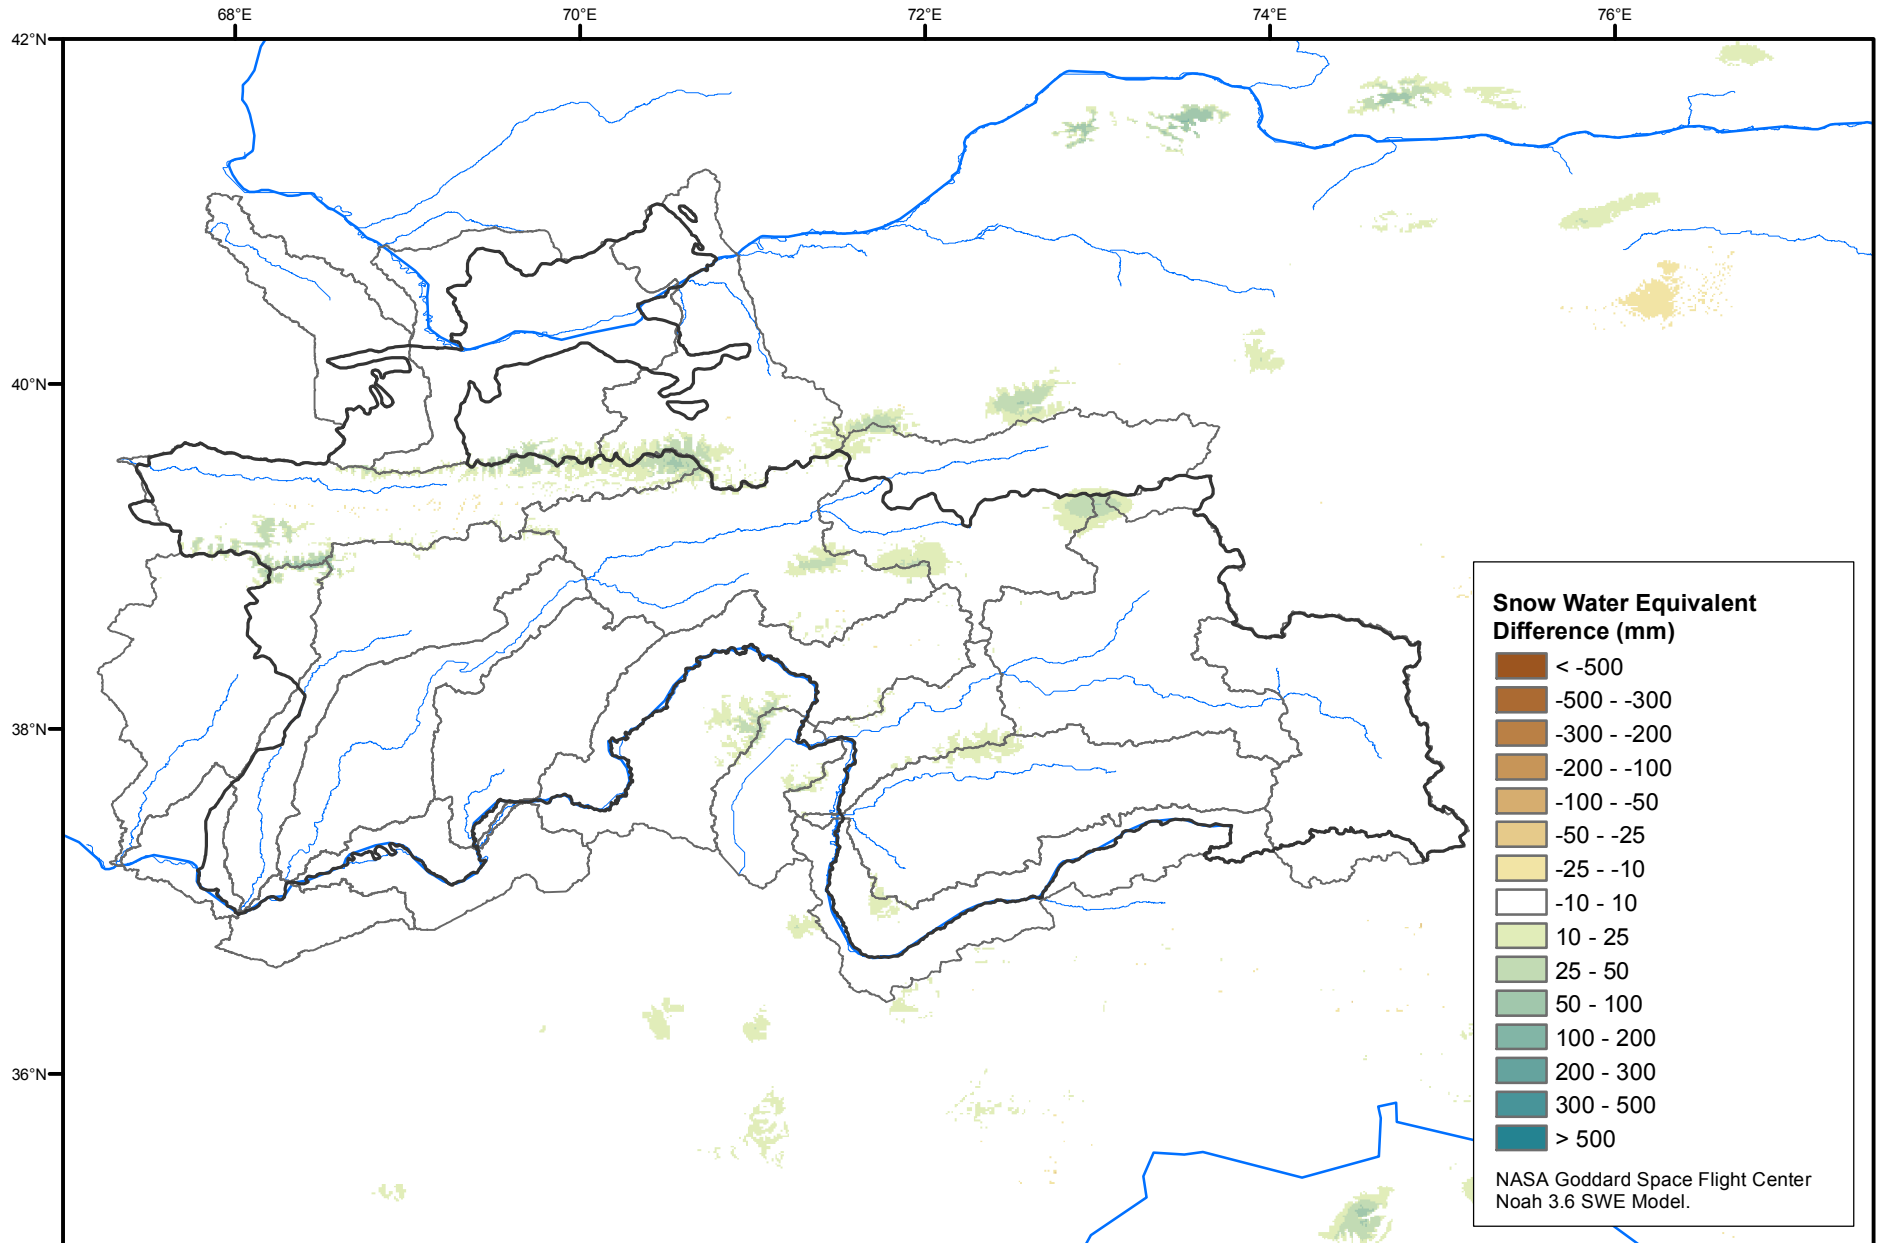 68°E
70°E
72°E
74°E
76°E
42°N
40°N
38°N
36°N
Snow Water Equivalent
Difference (mm)
< -500
-500 - -300
-300 - -200
-200 - -100
-100 - -50
-50 - -25
-25 - -10
-10 - 10
10 - 25
25 - 50
50 - 100
100 - 200
200 - 300
300 - 500
> 500
NASA Goddard Space Flight Center
Noah 3.6 SWE Model.